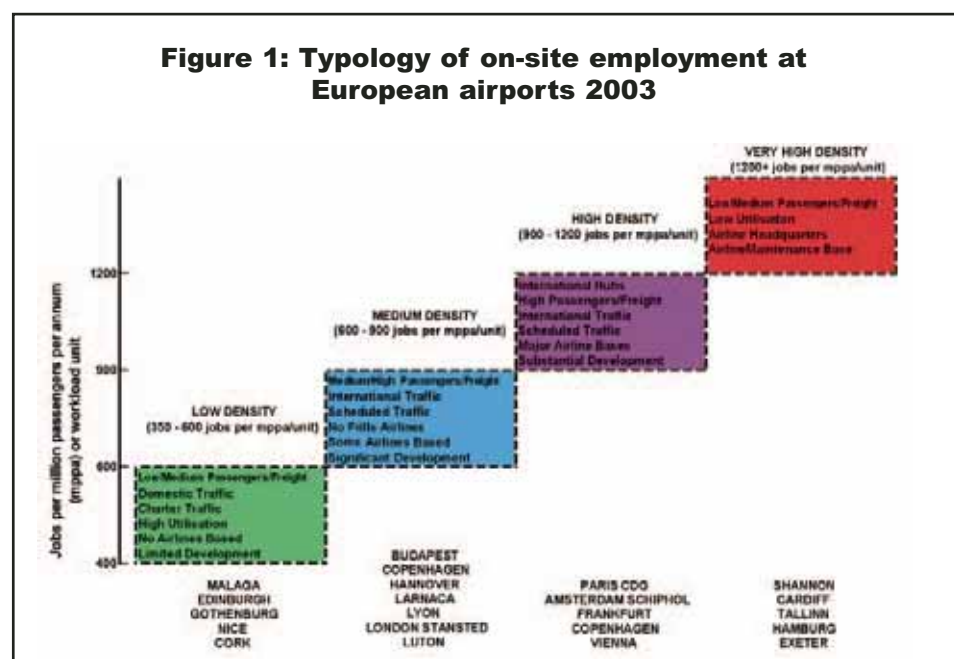 Figure 1: Typology of on-site employment at
European airports 2003
VERY HIGH DENSITY
(1200+ jobs per mppa/unit)
Low/Medium Passengers/Freight
Low Utilisation
Airline Headquarters
Airline/Maintenance Base
HIGH DENSITY
(900 - 1200 jobs per mppa/unit)
International Hubs
High Passengers/Freight
International Traffic
Scheduled Traffic
Major Airline Bases
Substantial Development
MEDIUM DENSITY
(600 - 900 jobs per mppa/unit)
Medium/High Passengers/Freight
International Traffic
Scheduled Traffic
No Frills Airlines
Some Airlines Based
Significant Development
LOW DENSITY
(350 - 600 jobs per mppa/unit)
Low/Medium Passengers/Freight
Domestic Traffic
Charter Traffic
High Utilisation
No Airlines Based
Limited Development
Jobs per million passengers per annum
(mppa) or workload unit
1200
900
600
400
MALAGA
EDINBURGH
GOTHENBURG
NICE
CORK
BUDAPEST
COPENHAGEN
HANNOVER
LARNACA
LYON
LONDON STANSTED
LUTON
PARIS CDG
AMSTERDAM SCHIPHOL
FRANKFURT
COPENHAGEN
VIENNA
SHANNON
CARDIFF
TALLINN
HAMBURG
EXETER